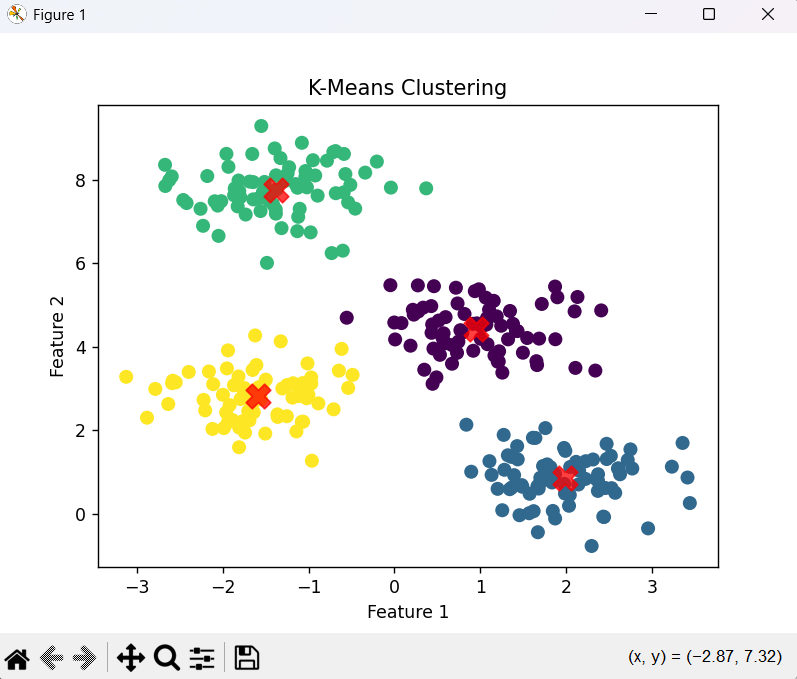 Figure 1
K-Means Clustering
Feature 2
8
6
4
2
0
−3 −2 −1 0 1 2 3
Feature 1
(x, y) = (−2.87, 7.32)